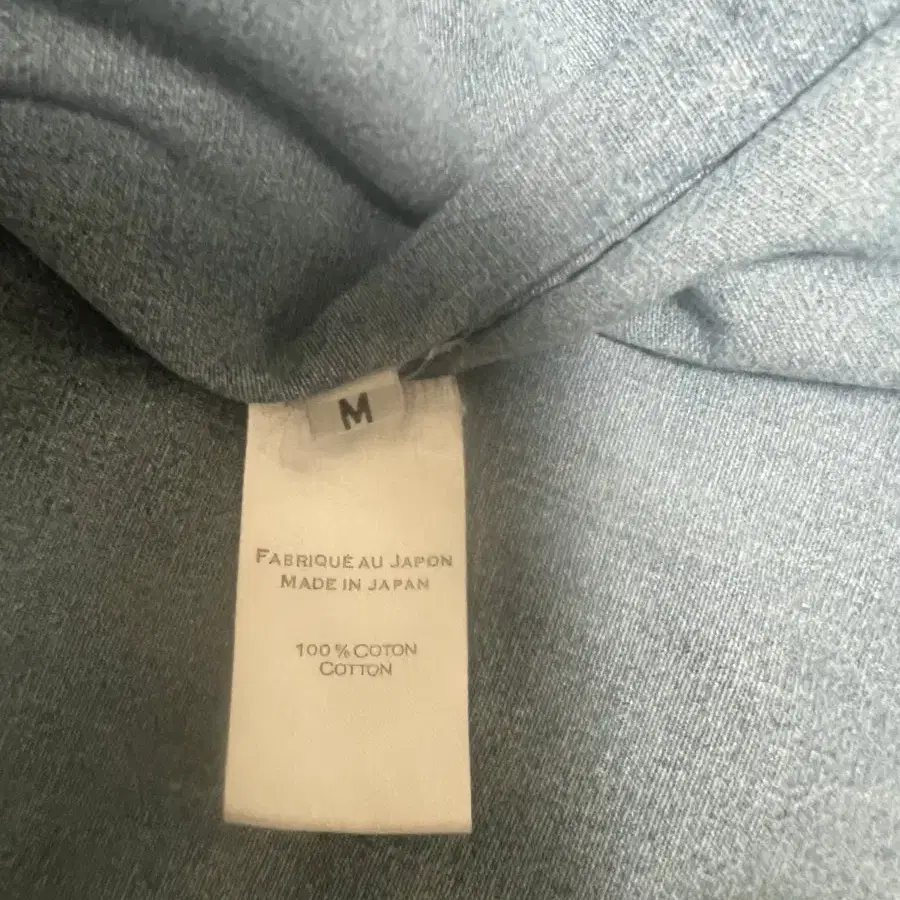 M
FABRIQUÉ AU JAPON
MADE IN JAPAN
100 % COTON
COTTON